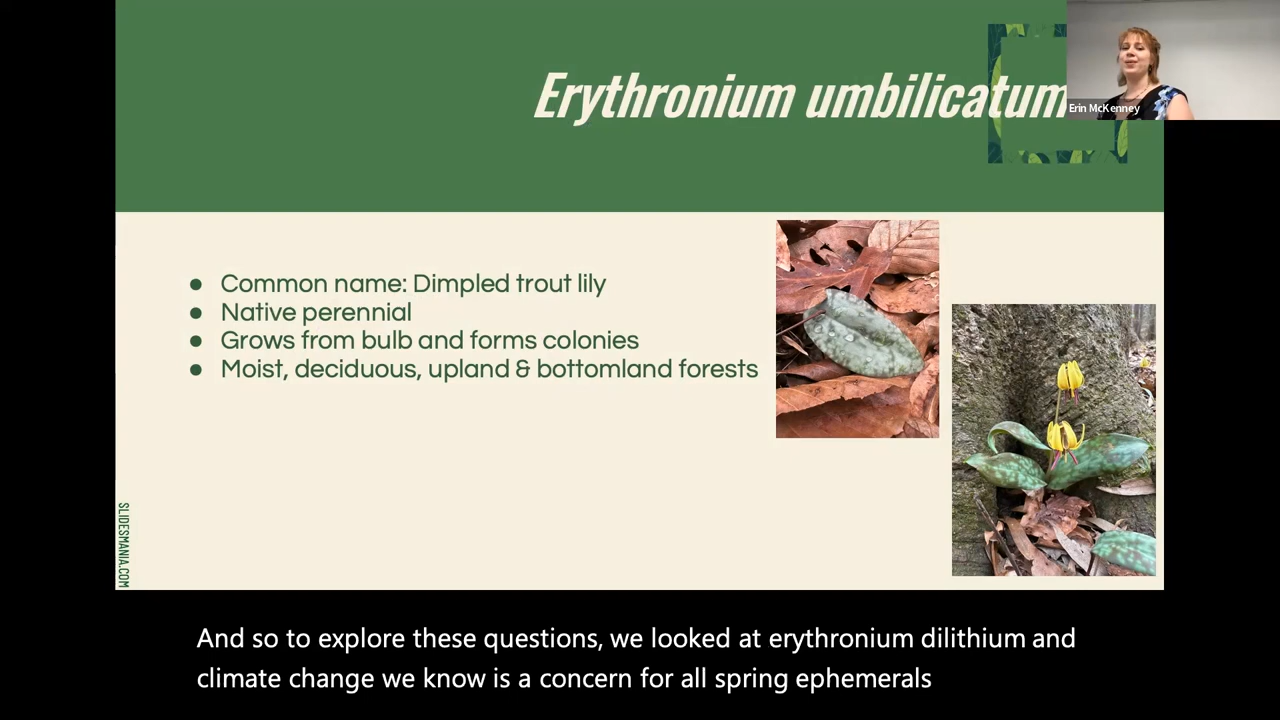 Erythronium umbilicatum
Erin McKenney
● Common name: Dimpled trout lily
● Native perennial
● Grows from bulb and forms colonies
● Moist, deciduous, upland & bottomland forests
SLIDESMANIA.COM
And so to explore these questions, we looked at erythronium dilithium and
climate change we know is a concern for all spring ephemerals